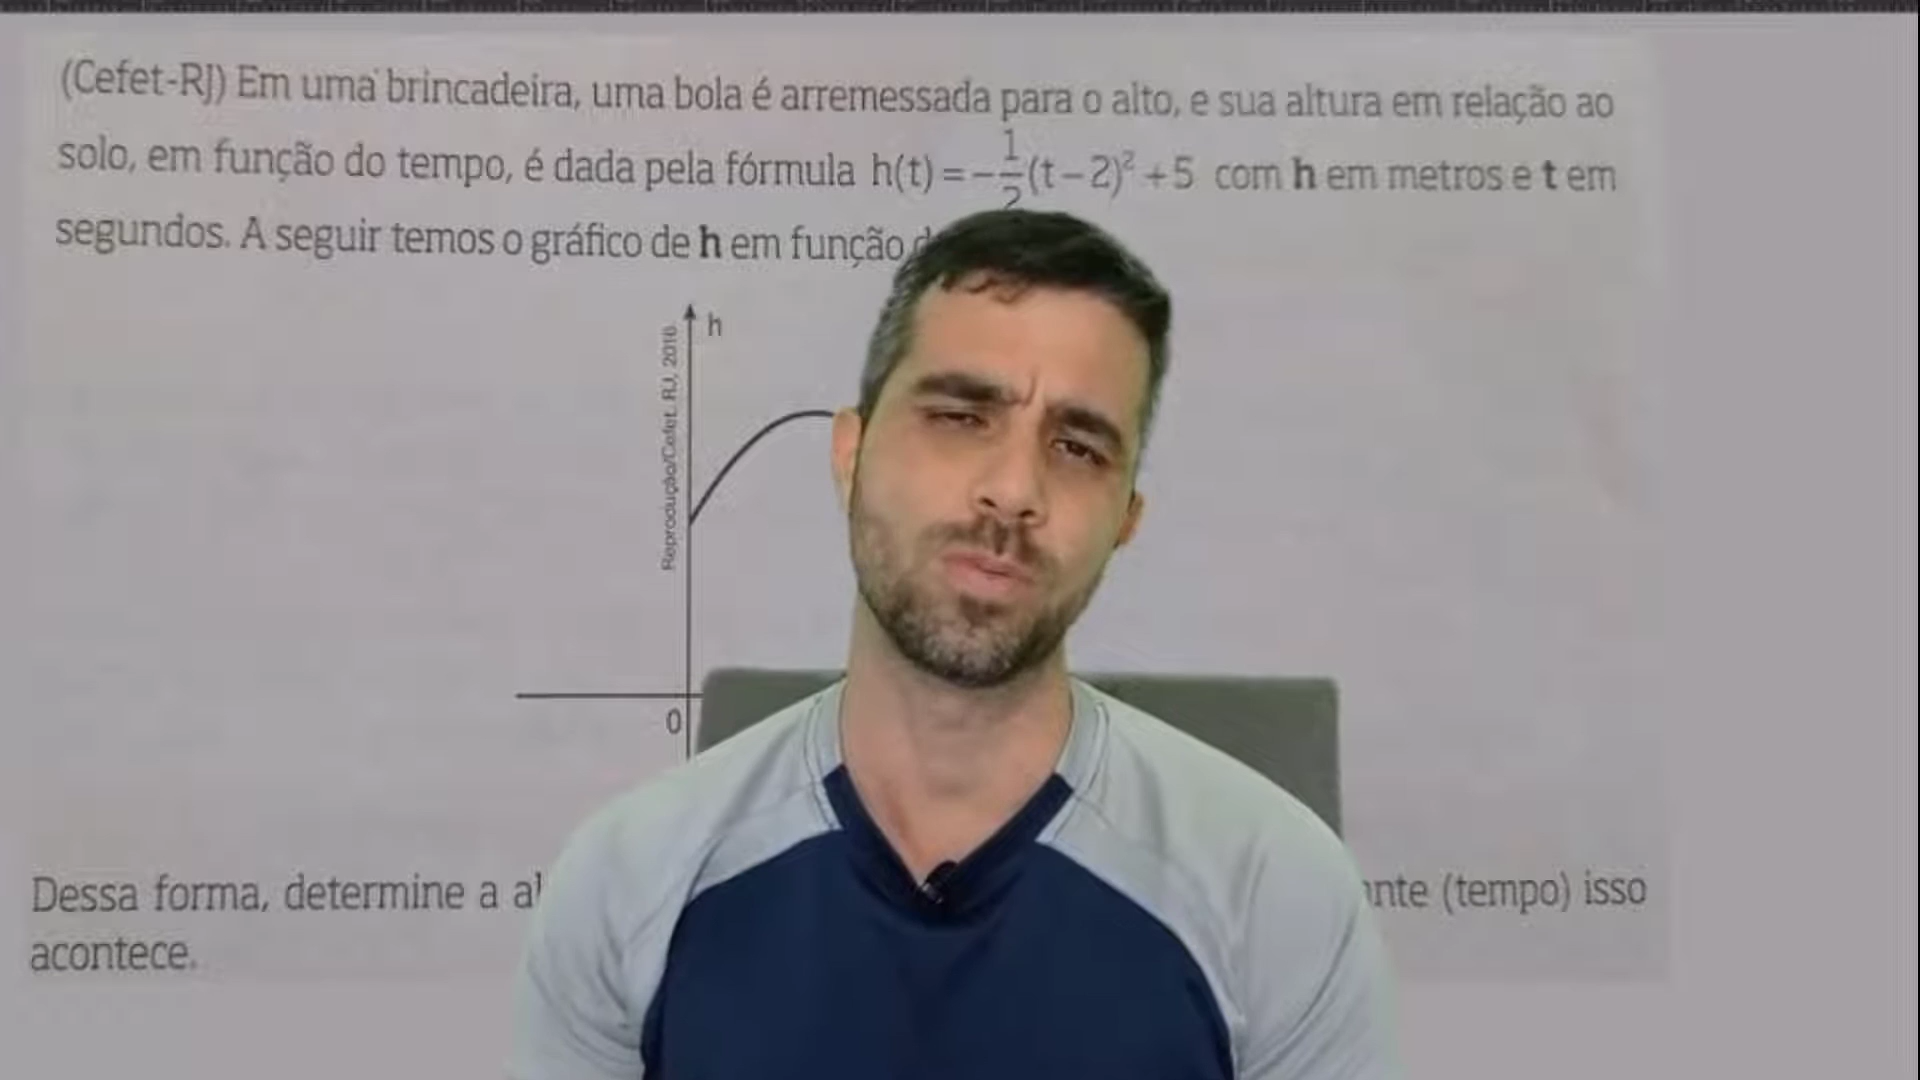 (Cefet-RJ) Em uma brincadeira, uma bola é arremessada para o alto, e sua altura em relação ao
solo, em função do tempo, é dada pela fórmula h(t) = -1/2(t-2)² + 5 com h em metros e t em
segundos. A seguir temos o gráfico de h em função
h
Reprodução/Cefet. RJ, 2016.
0
Dessa forma, determine a (tempo) isso
acontece.